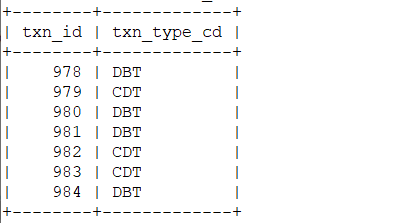 +--------+-------------+
| txn_id | txn_type_cd |
+--------+-------------+
|    978 | DBT         |
|    979 | CDT         |
|    980 | DBT         |
|    981 | DBT         |
|    982 | CDT         |
|    983 | CDT         |
|    984 | DBT         |
+--------+-------------+